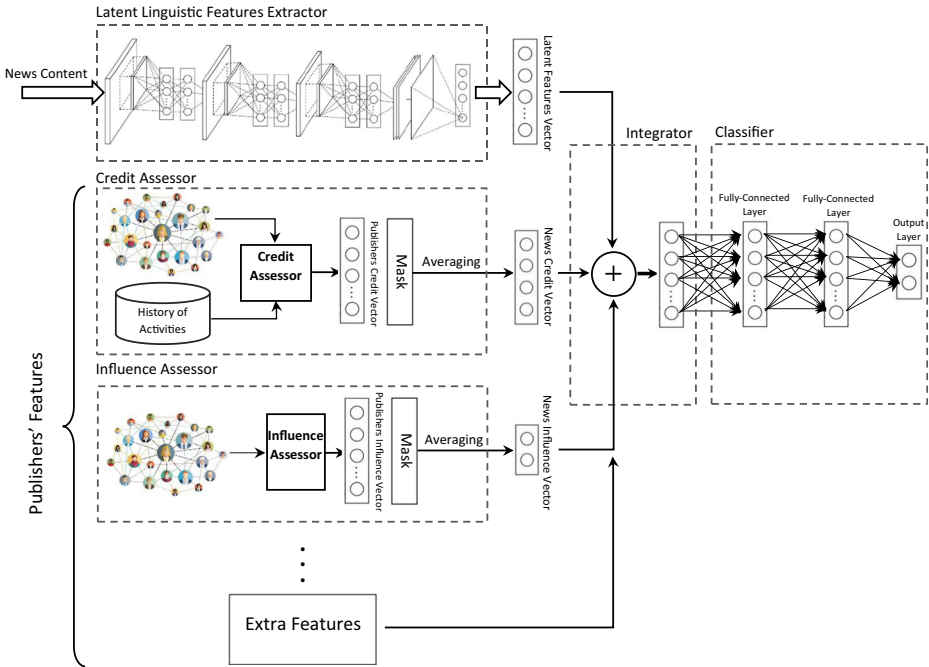 Latent Linguistic Features Extractor
News Content
Latent Features Vector
Integrator
Classifier
Credit Assessor
Fully-Connected
Layer
Fully-Connected
Layer
Output
Layer
Credit
Assessor
Publishers Credit Vector
Mask
Averaging
News Credit Vector
+
History of
Activities
Publishers' Features
Influence Assessor
Influence
Assessor
Publishers Influence Vector
Mask
Averaging
News Influence Vector
Extra Features